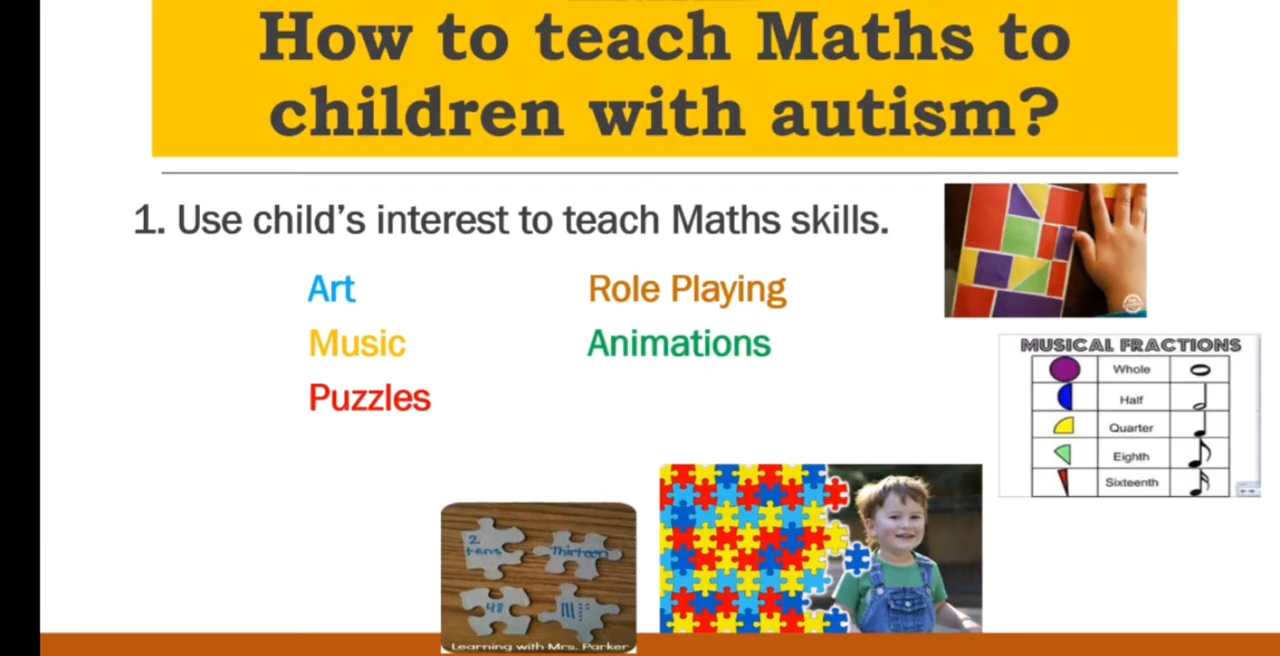 How to teach Maths to
children with autism?
1. Use child's interest to teach Maths skills.
Art
Role Playing
Music
Animations
Puzzles
MUSICAL FRACTIONS
Whole
Half
Quarter
Eighth
Sixteenth
2
tens
Thirteen
48
Learning with Mrs. Parker